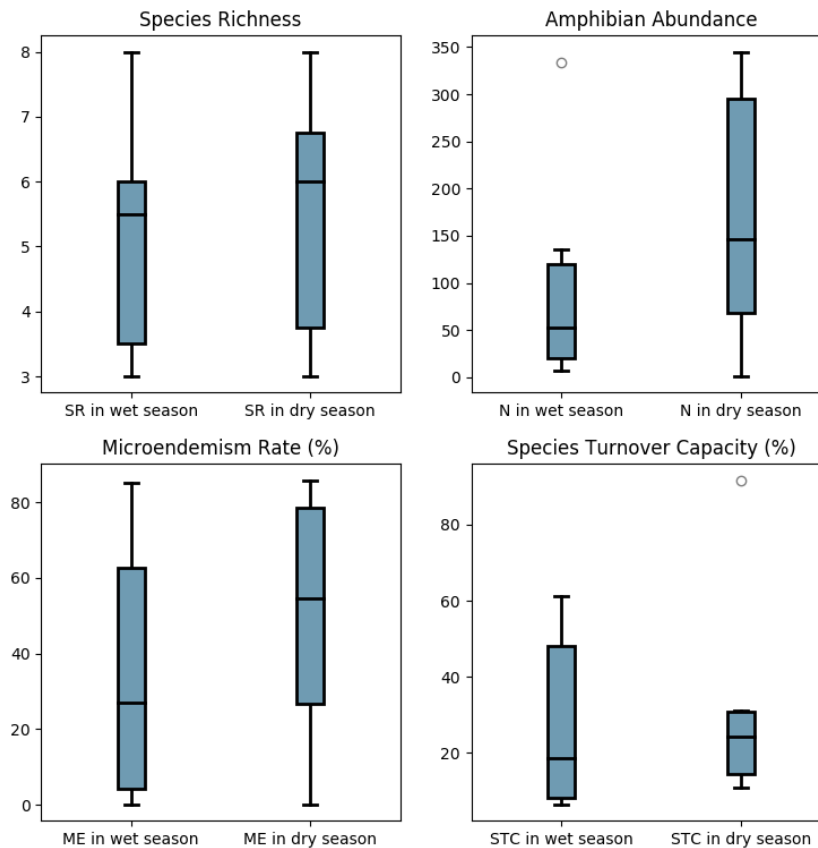 Species Richness
8
7
6
5
4
3
SR in wet season
SR in dry season
Amphibian Abundance
350
300
250
200
150
100
50
0
N in wet season
N in dry season
Microendemism Rate (%)
80
60
40
20
0
ME in wet season
ME in dry season
Species Turnover Capacity (%)
80
60
40
20
STC in wet season
STC in dry season